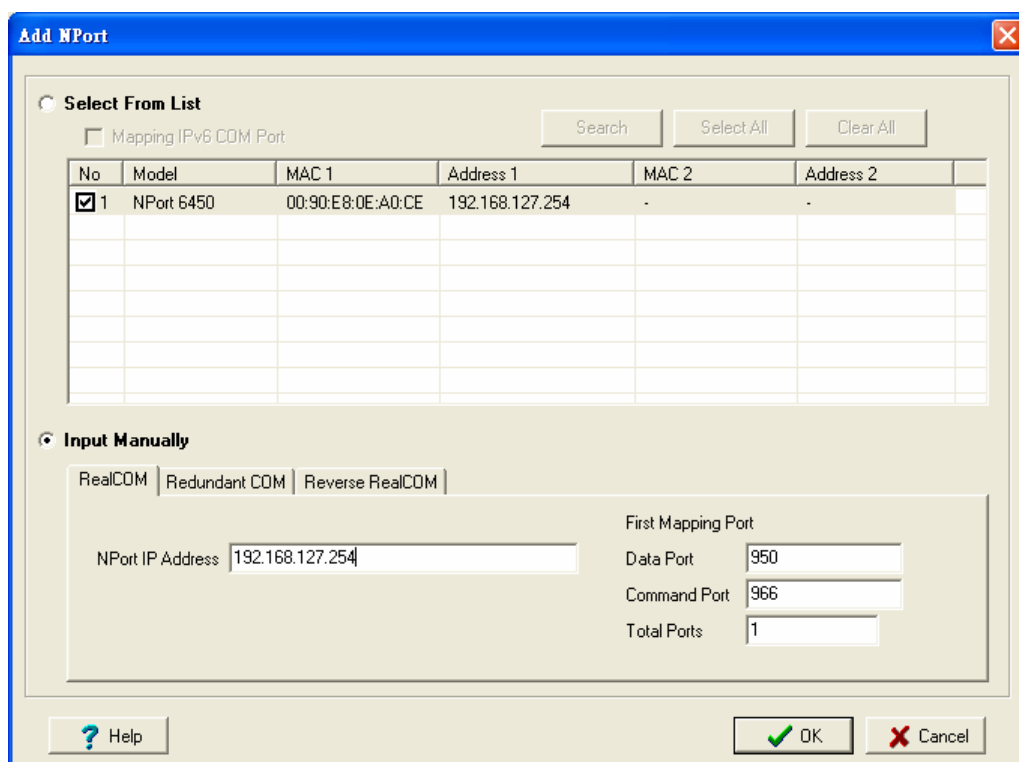 Add NPort
Select From List
Mapping IPv6 COM Port
Search Select All Clear All
No Model MAC 1 Address 1 MAC 2 Address 2
1 NPort 6450 00:90:E8:0E:A0:CE 192.168.127.254 - -
Input Manually
RealCOM Redundant COM Reverse RealCOM
First Mapping Port
NPort IP Address 192.168.127.254 Data Port 950
Command Port 966
Total Ports 1
Help OK Cancel